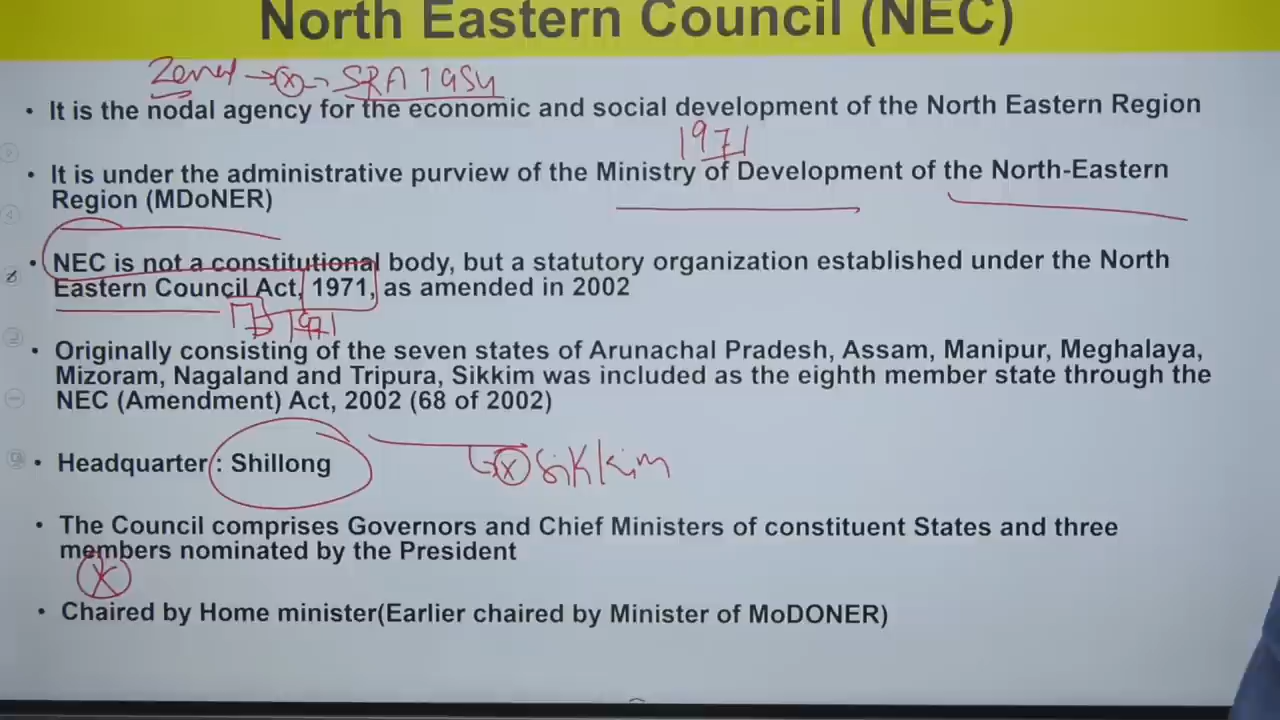 North Eastern Council (NEC)
Zonal → ⓧ → SRA 1954
• It is the nodal agency for the economic and social development of the North Eastern Region
1971
• It is under the administrative purview of the Ministry of Development of the North-Eastern
Region (MDoNER)
• NEC is not a constitutional body, but a statutory organization established under the North
Eastern Council Act, 1971, as amended in 2002
1971
• Originally consisting of the seven states of Arunachal Pradesh, Assam, Manipur, Meghalaya,
Mizoram, Nagaland and Tripura, Sikkim was included as the eighth member state through the
NEC (Amendment) Act, 2002 (68 of 2002)
• Headquarter : Shillong
ⓧ Sikkim
• The Council comprises Governors and Chief Ministers of constituent States and three
members nominated by the President
• Chaired by Home minister(Earlier chaired by Minister of MoDONER)